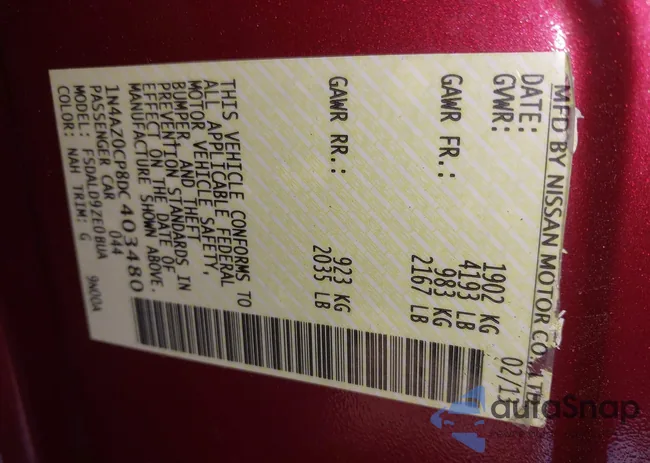 MFD BY NISSAN MOTOR CO., LTD
DATE: 02/13
GVWR: 1902 KG
4193 LB
GAWR FR.: 983 KG
2167 LB
GAWR RR.: 923 KG
2035 LB
THIS VEHICLE CONFORMS TO
ALL APPLICABLE FEDERAL
MOTOR VEHICLE SAFETY,
BUMPER, AND THEFT
PREVENTION STANDARDS IN
EFFECT ON THE DATE OF
MANUFACTURE SHOWN ABOVE.
1N4AZ0CP8DC403480
PASSENGER CAR 044
MODEL: FSDALD9ZE0BUA 9N00A
COLOR: NAH TRIM: G
autoSnap